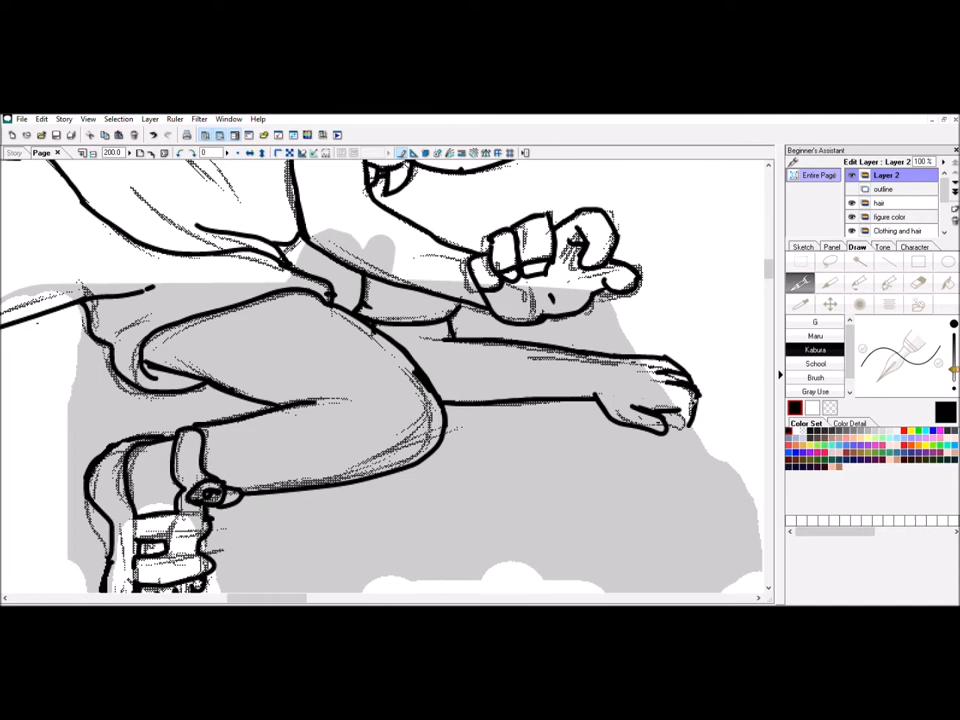 File Edit Story View Selection Layer Ruler Filter Window Help
Story Page 200.0 0
Beginner's Assistant
Edit Layer : Layer 2 100 %
Entire Page Layer 2
outline
hair
figure color
Clothing and hair
Sketch Panel Draw Tone Character
G
Maru
Kabura
School
Brush
Gray Use
Color Set Color Detail